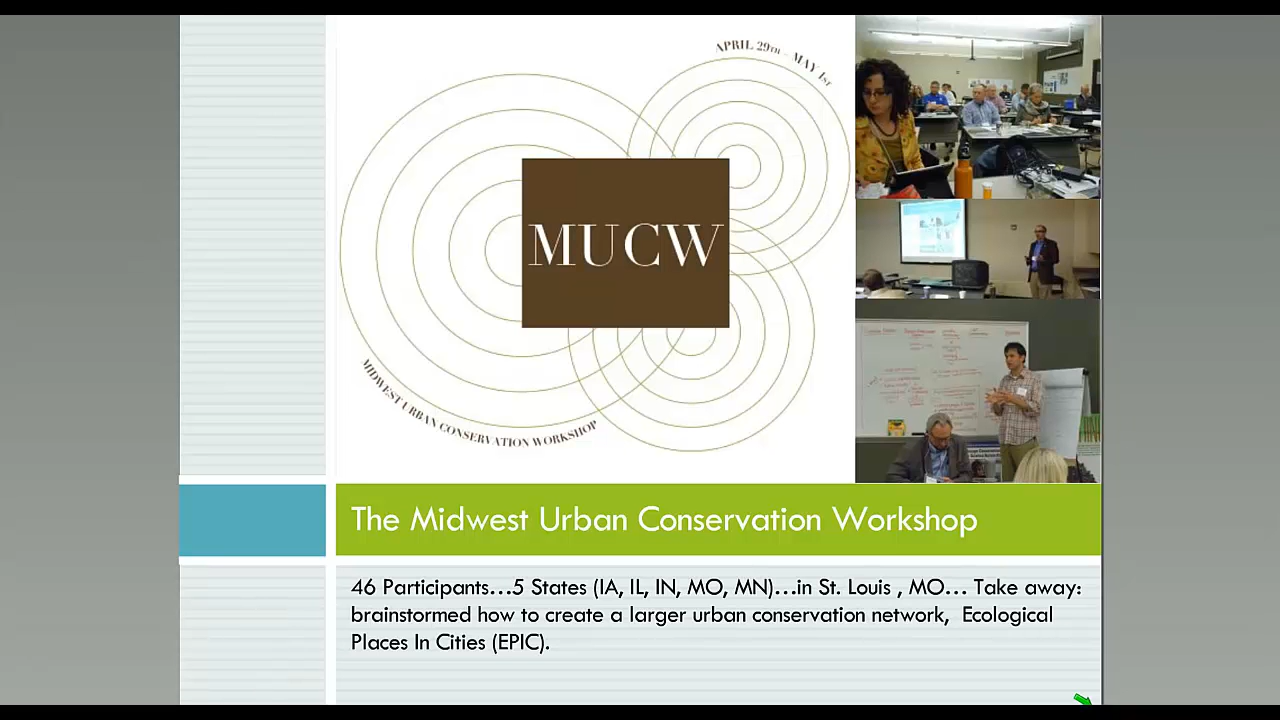 APRIL 29TH - MAY 1ST
MUCW
MIDWEST URBAN CONSERVATION WORKSHOP
The Midwest Urban Conservation Workshop
46 Participants...5 States (IA, IL, IN, MO, MN)...in St. Louis , MO... Take away:
brainstormed how to create a larger urban conservation network,  Ecological
Places In Cities (EPIC).